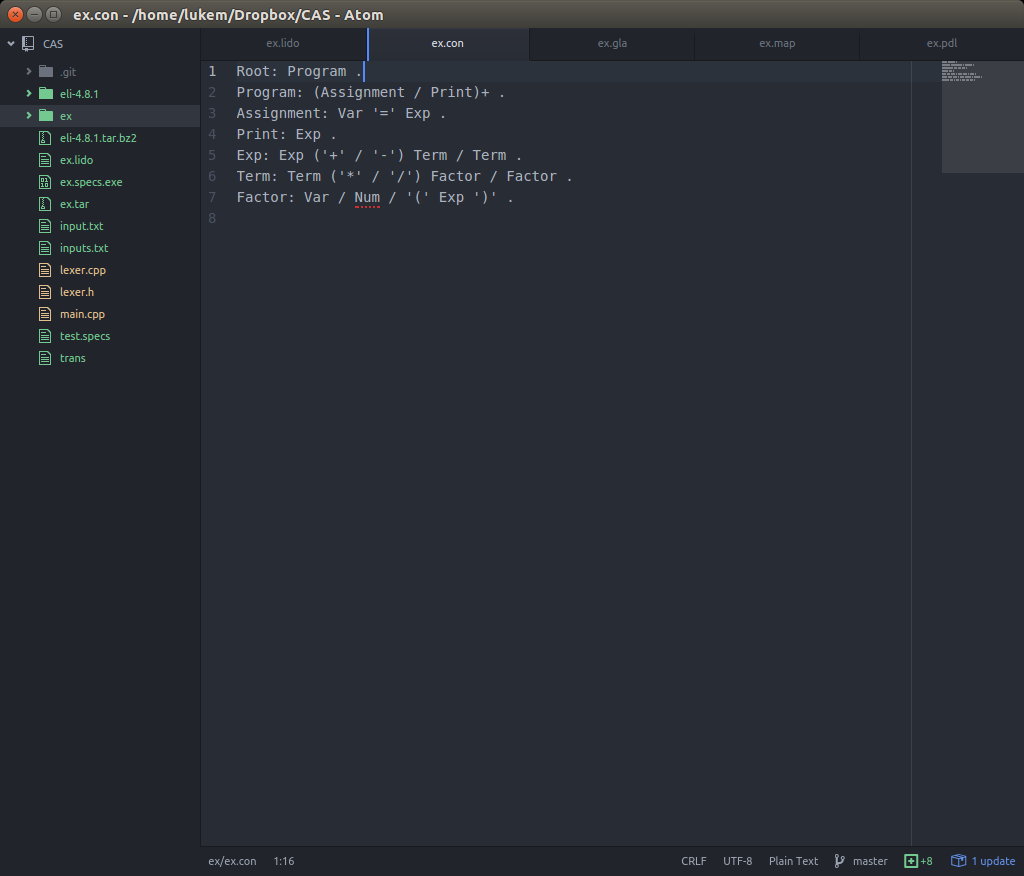 ex.con - /home/lukem/Dropbox/CAS - Atom
CAS
.git
eli-4.8.1
ex
eli-4.8.1.tar.bz2
ex.lido
ex.specs.exe
ex.tar
input.txt
inputs.txt
lexer.cpp
lexer.h
main.cpp
test.specs
trans
ex.lido ex.con ex.gla ex.map ex.pdl
1 Root: Program .
2 Program: (Assignment / Print)+ .
3 Assignment: Var '=' Exp .
4 Print: Exp .
5 Exp: Exp ('+' / '-') Term / Term .
6 Term: Term ('*' / '/') Factor / Factor .
7 Factor: Var / Num / '(' Exp ')' .
8
ex/ex.con 1:16 CRLF UTF-8 Plain Text master +8 1 update